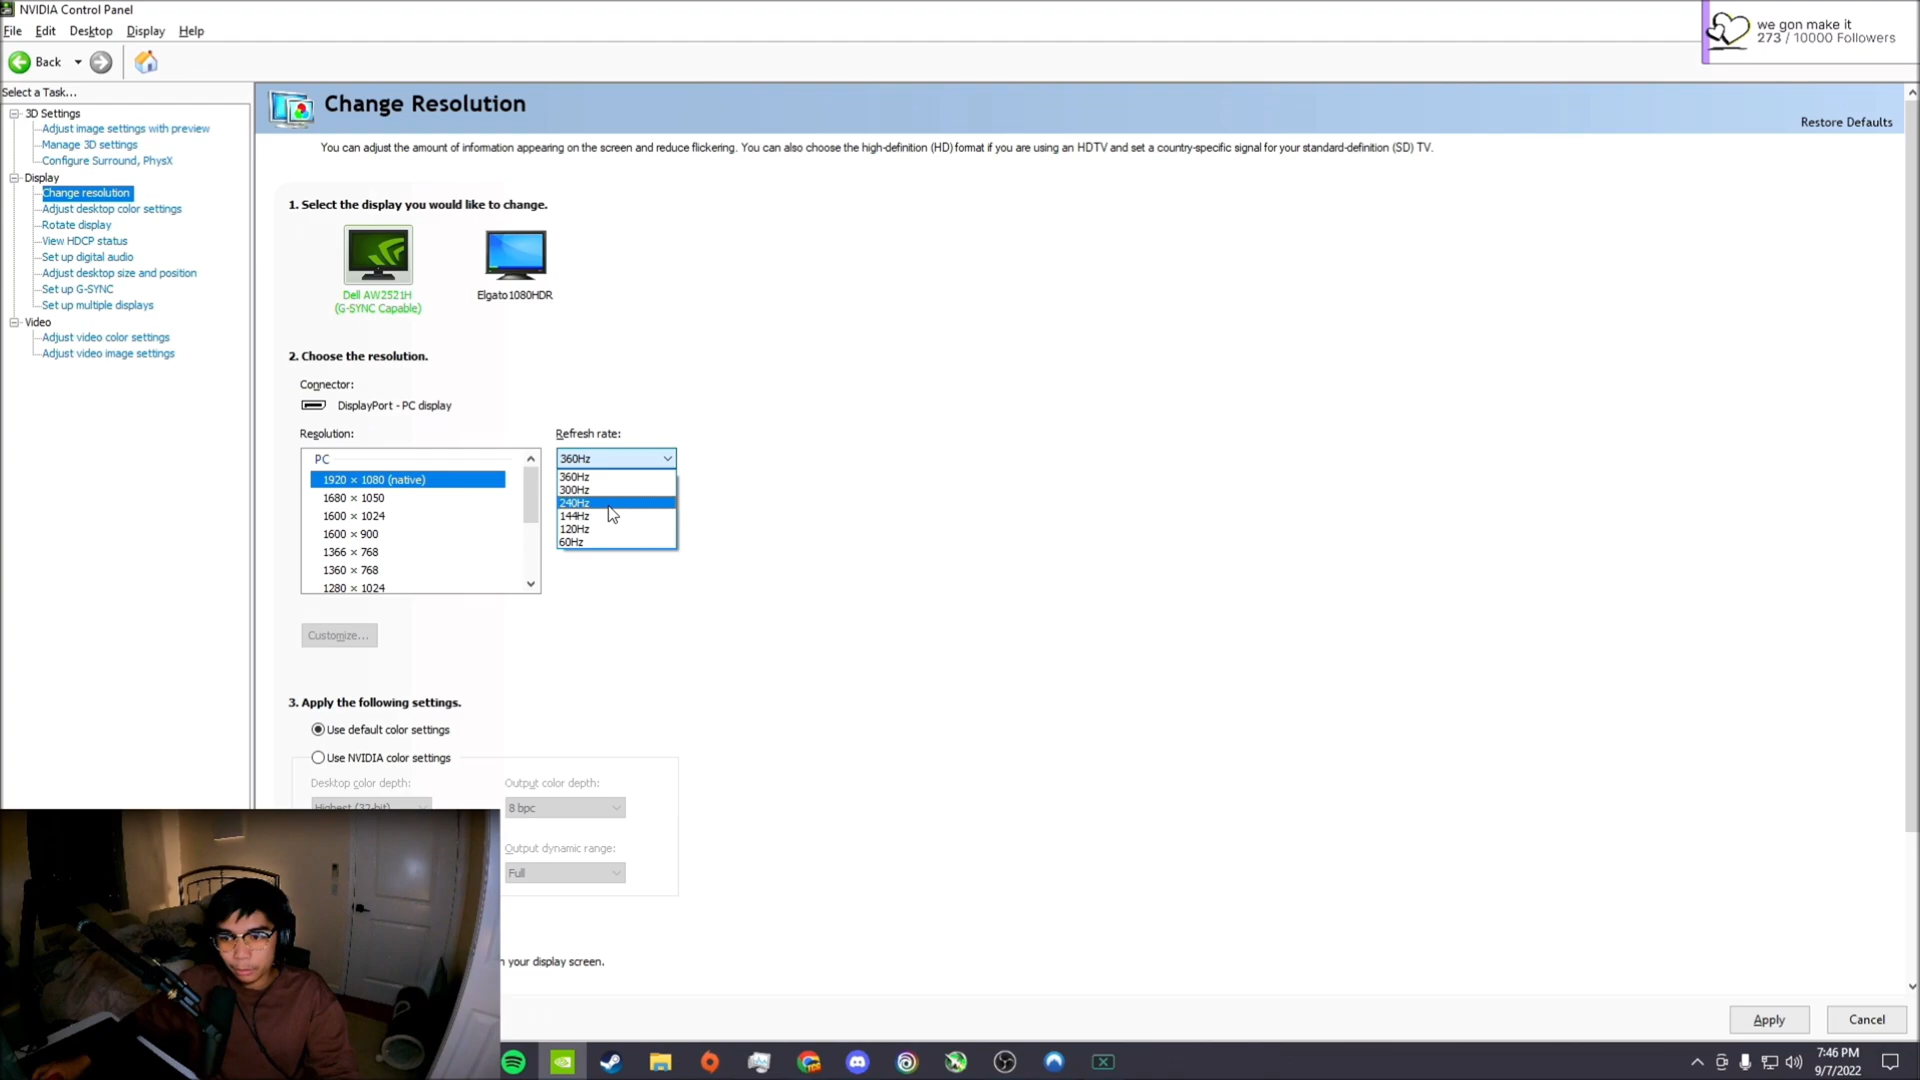 NVIDIA Control Panel
File Edit Desktop Display Help
we gon make it
273 / 10000 Followers
Back
Select a Task...
3D Settings
Adjust image settings with preview
Manage 3D settings
Configure Surround, PhysX
Display
Change resolution
Adjust desktop color settings
Rotate display
View HDCP status
Set up digital audio
Adjust desktop size and position
Set up G-SYNC
Set up multiple displays
Video
Adjust video color settings
Adjust video image settings
Change Resolution
Restore Defaults
You can adjust the amount of information appearing on the screen and reduce flickering. You can also choose the high-definition (HD) format if you are using an HDTV and set a country-specific signal for your standard-definition (SD) TV.
1. Select the display you would like to change.
Dell AW2521H
(G-SYNC Capable)
Elgato 1080HDR
2. Choose the resolution.
Connector:
DisplayPort - PC display
Resolution:
PC
1920 × 1080 (native)
1680 × 1050
1600 × 1024
1600 × 900
1366 × 768
1360 × 768
1280 × 1024
Refresh rate:
360Hz
360Hz
300Hz
240Hz
144Hz
120Hz
60Hz
Customize...
3. Apply the following settings.
Use default color settings
Use NVIDIA color settings
Desktop color depth:
Highest (32-bit)
Output color depth:
8 bpc
Output dynamic range:
Full
n your display screen.
Apply
Cancel
7:46 PM
9/7/2022